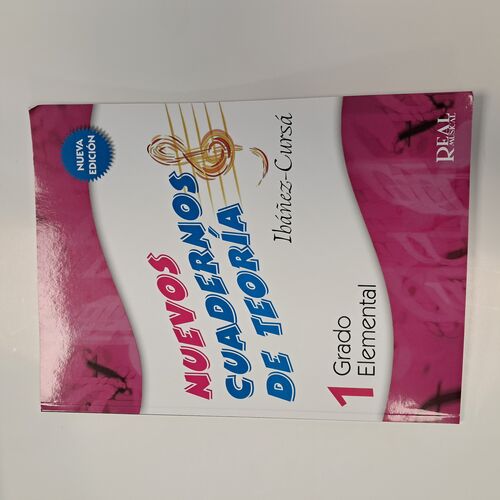 NUEVA
EDICIÓN
NUEVOS
CUADERNOS
DE TEORÍA
Ibáñez-Cursá
1 Grado
Elemental
REAL
MUSICAL